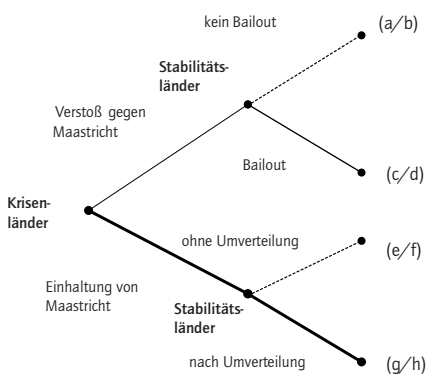 kein Bailout
(a/b)
Stabilitäts-
länder
Verstoß gegen
Maastricht
Bailout
(c/d)
Krisen-
länder
ohne Umverteilung
(e/f)
Einhaltung von
Maastricht
Stabilitäts-
länder
nach Umverteilung
(g/h)